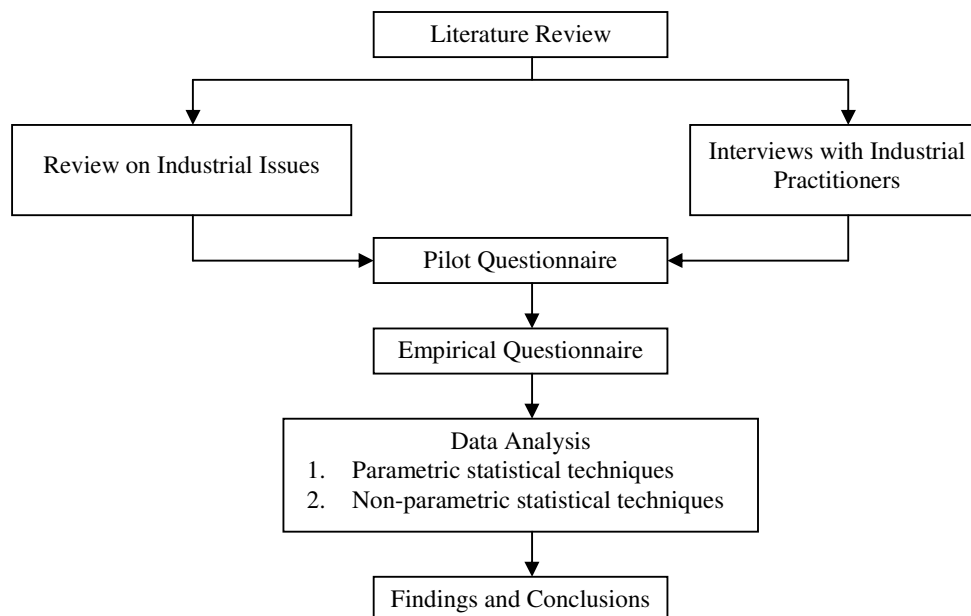 Literature Review
Review on Industrial Issues
Interviews with Industrial
Practitioners
Pilot Questionnaire
Empirical Questionnaire
Data Analysis
1. Parametric statistical techniques
2. Non-parametric statistical techniques
Findings and Conclusions